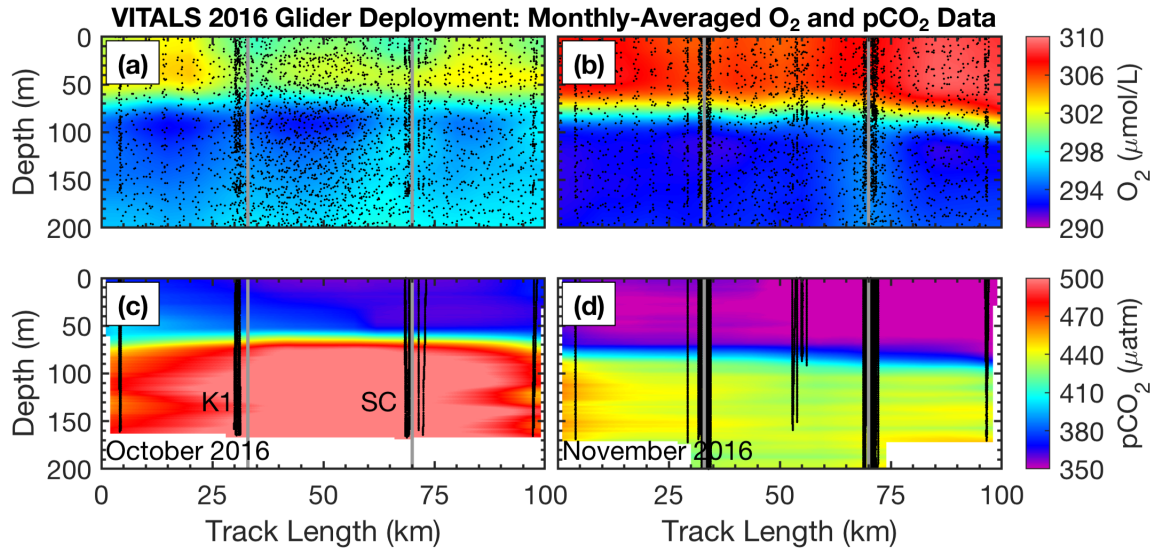 VITALS 2016 Glider Deployment: Monthly-Averaged O₂ and pCO₂ Data
0
50
100
150
200
Depth (m)
(a)
(b)
310
306
302
298
294
290
O₂ (μmol/L)
0
50
100
150
200
Depth (m)
(c)
K1
SC
October 2016
(d)
November 2016
500
470
440
410
380
350
pCO₂ (μatm)
0 25 50 75 100
Track Length (km)
0 25 50 75 100
Track Length (km)